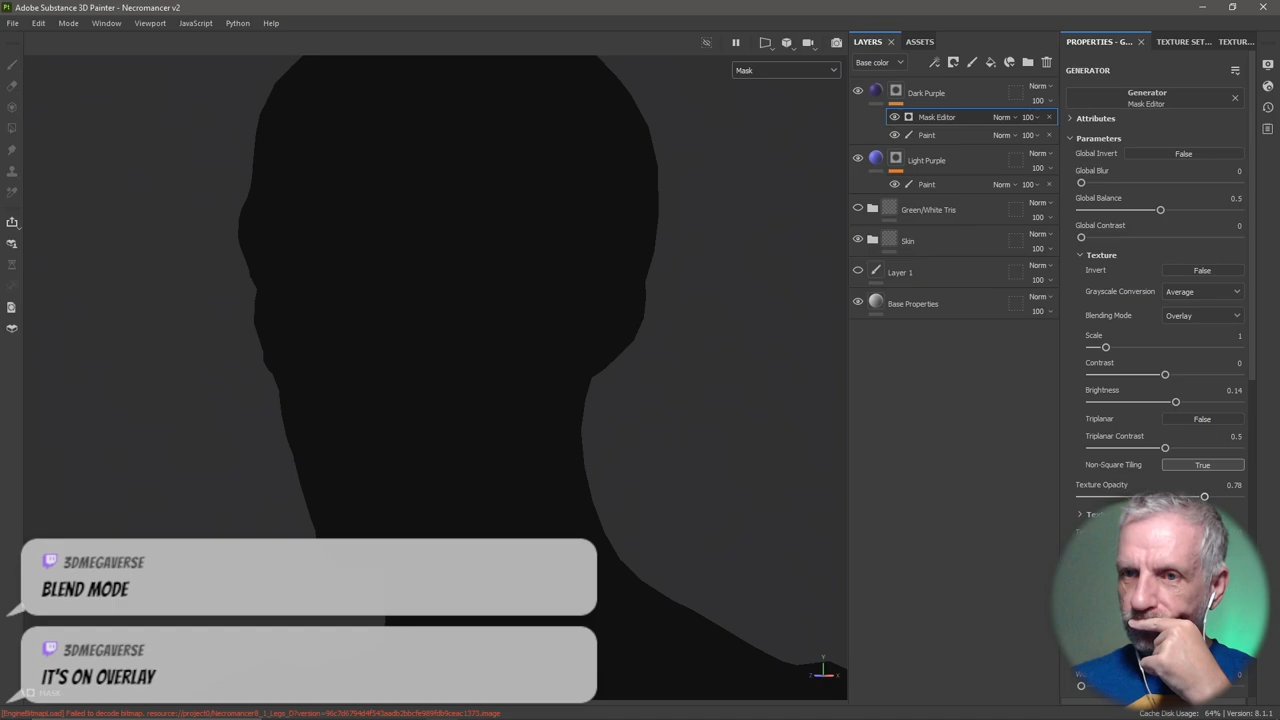 Adobe Substance 3D Painter - Necromancer v2
File Edit Mode Window Viewport JavaScript Python Help
Mask
LAYERS ASSETS
Base color
Dark Purple Norm
100
Mask Editor Norm 100
Paint Norm 100
Light Purple Norm
100
Paint Norm 100
Green/White Tris Norm
100
Skin Norm
100
Layer 1 Norm
100
Base Properties Norm
100
PROPERTIES - G... TEXTURE SET... TEXTUR...
GENERATOR
Generator
Mask Editor
Attributes
Parameters
Global Invert False
Global Blur 0
Global Balance 0.5
Global Contrast 0
Texture
Invert False
Grayscale Conversion Average
Blending Mode Overlay
Scale 1
Contrast 0
Brightness 0.14
Triplanar False
Triplanar Contrast 0.5
Non-Square Tiling True
Texture Opacity 0.78
3DMEGAVERSE
BLEND MODE
3DMEGAVERSE
IT'S ON OVERLAY
MASK
Y
Z X
0
Cache Disk Usage: 64% | Version: 8.1.1